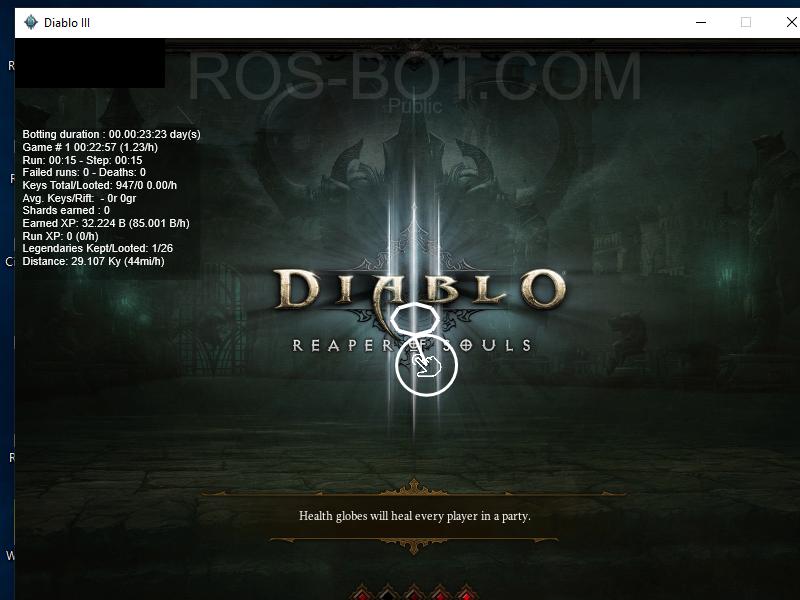 Diablo III
ROS-BOT.COM
-Public
Botting duration : 00.00:23:23 day(s)
Game # 1 00:22:57 (1.23/h)
Run: 00:15 - Step: 00:15
Failed runs: 0 - Deaths: 0
Keys Total/Looted: 947/0 0.00/h
Avg. Keys/Rift:  - 0r 0gr
Shards earned : 0
Earned XP: 32.224 B (85.001 B/h)
Run XP: 0 (0/h)
Legendaries Kept/Looted: 1/26
Distance: 29.107 Ky (44mi/h)
DIABLO
REAPER OF SOULS
Health globes will heal every player in a party.